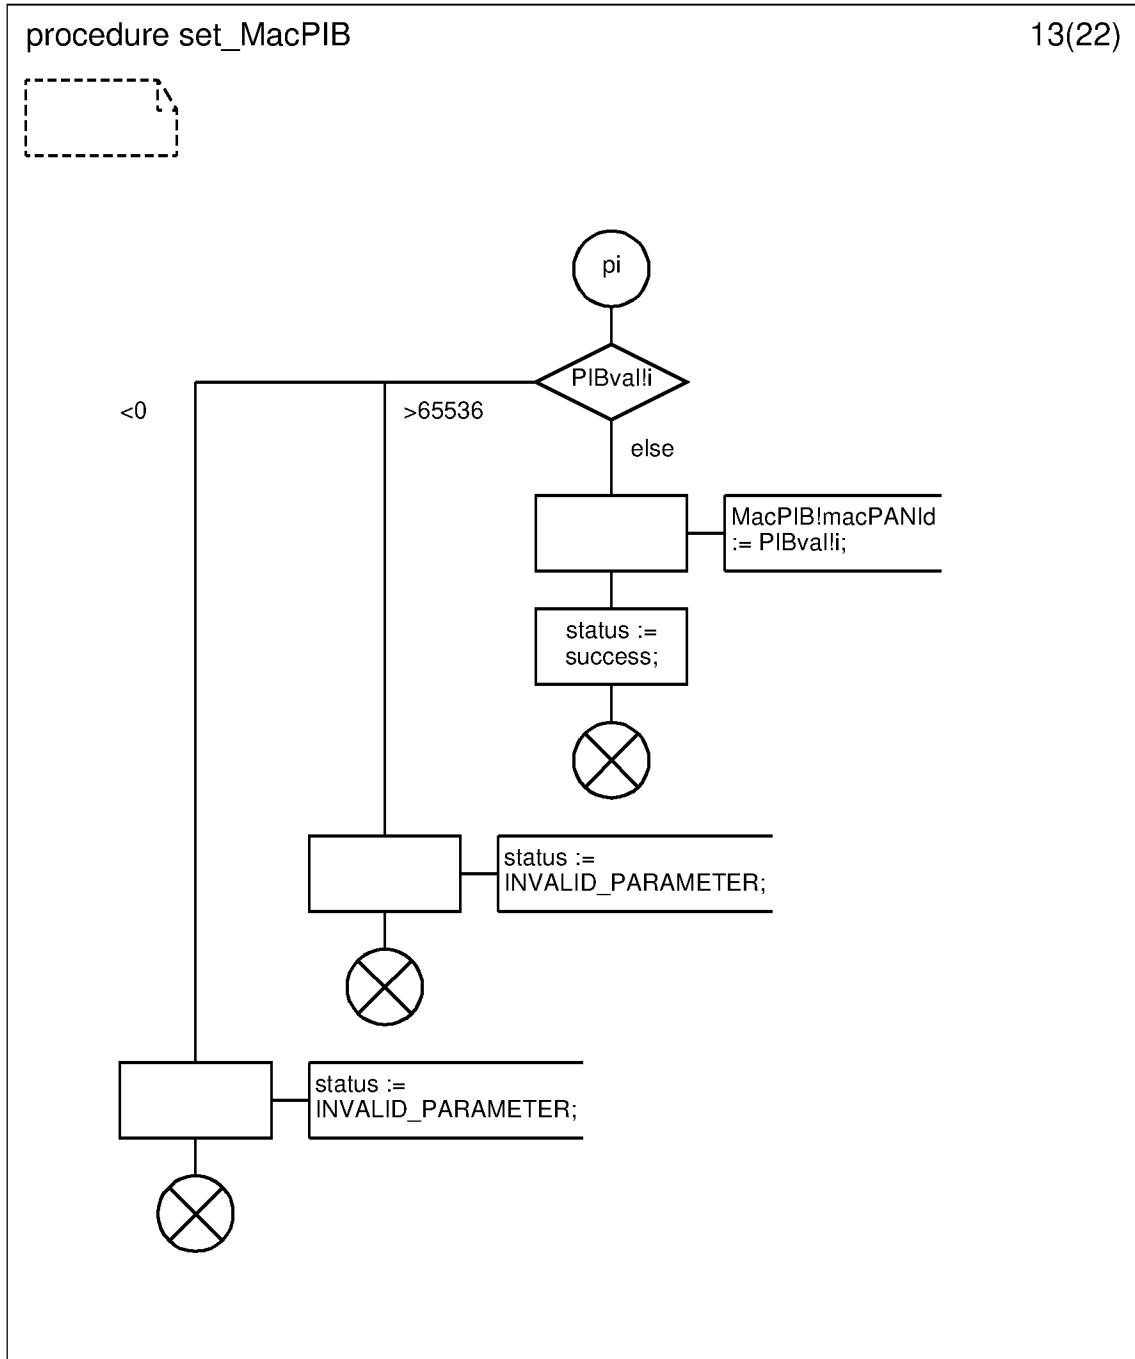 procedure set_MacPIB
13(22)
pi
PIBval!i
<0
>65536
else
MacPIB!macPANId
:= PIBval!i;
status :=
success;
status :=
INVALID_PARAMETER;
status :=
INVALID_PARAMETER;